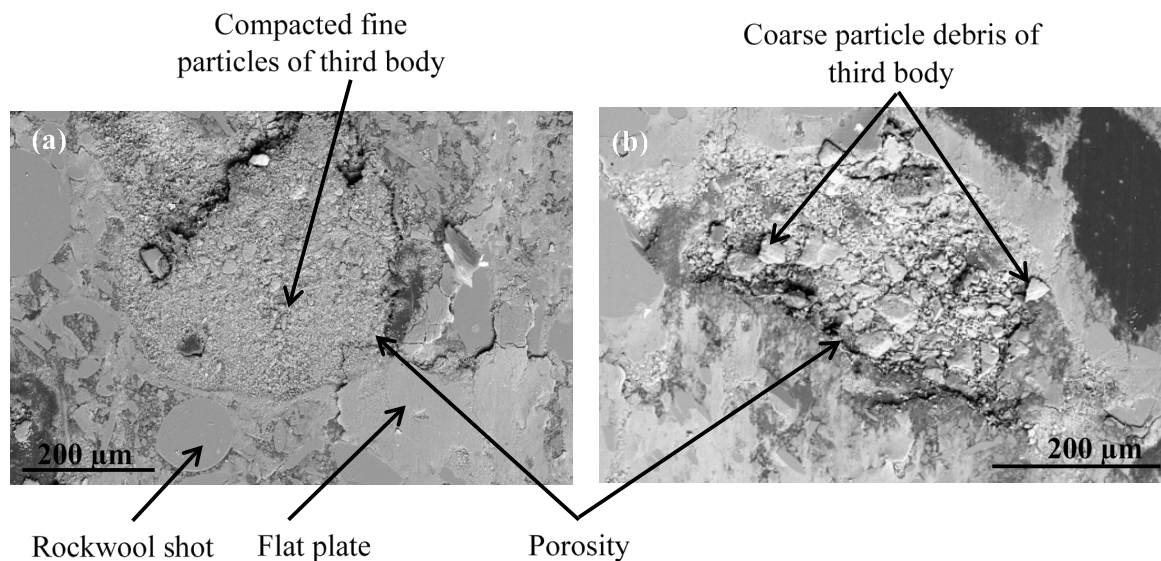 Compacted fine
particles of third body
Coarse particle debris of
third body
(a)
(b)
200 µm
200 µm
Rockwool shot
Flat plate
Porosity